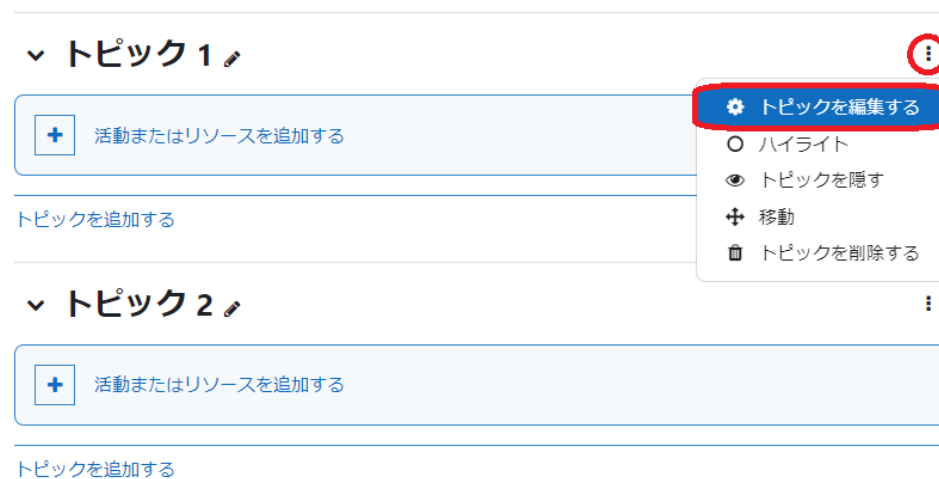 トピック 1
活動またはリソースを追加する
トピックを追加する
トピックを編集する
ハイライト
トピックを隠す
移動
トピックを削除する
トピック 2
活動またはリソースを追加する
トピックを追加する